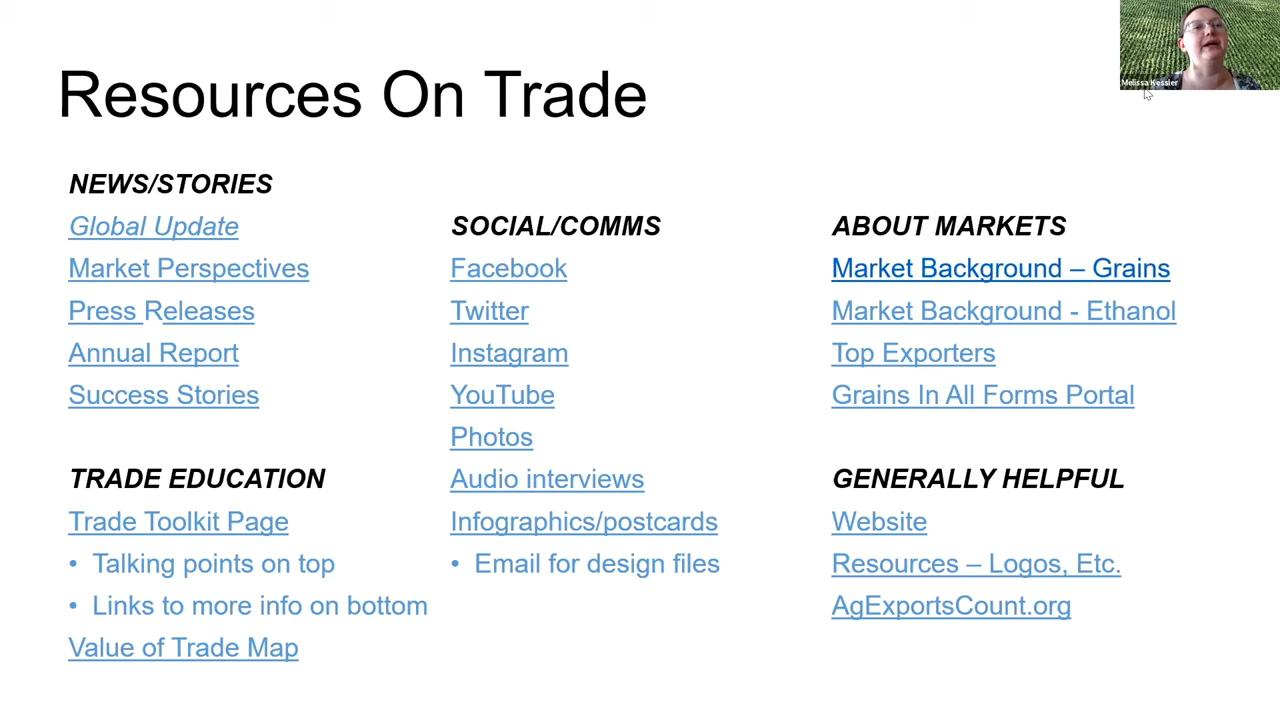 Resources On Trade
Melissa Kessler
NEWS/STORIES
Global Update
Market Perspectives
Press Releases
Annual Report
Success Stories
TRADE EDUCATION
Trade Toolkit Page
• Talking points on top
• Links to more info on bottom
Value of Trade Map
SOCIAL/COMMS
Facebook
Twitter
Instagram
YouTube
Photos
Audio interviews
Infographics/postcards
• Email for design files
ABOUT MARKETS
Market Background – Grains
Market Background - Ethanol
Top Exporters
Grains In All Forms Portal
GENERALLY HELPFUL
Website
Resources – Logos, Etc.
AgExportsCount.org